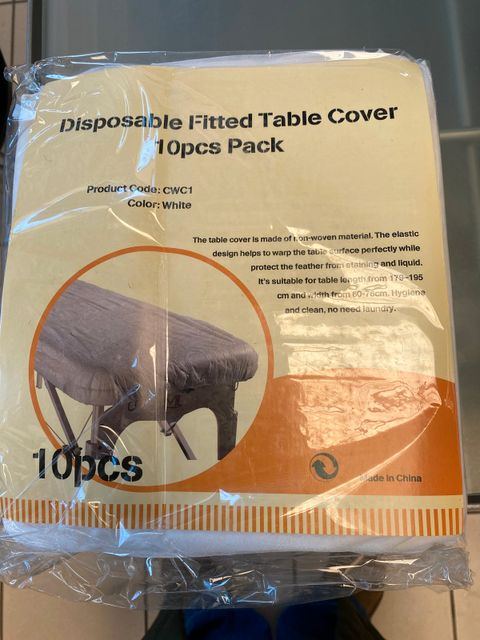 Disposable Fitted Table Cover
10pcs Pack
Product Code: CWC1
Color: White
The table cover is made of non-woven material. The elastic
design helps to warp the table surface perfectly while
protect the feather from staining and liquid.
It's suitable for table length from 179-195
cm and width from 60-76cm. Hygiene
and clean, no need laundry.
10pcs
Made in China